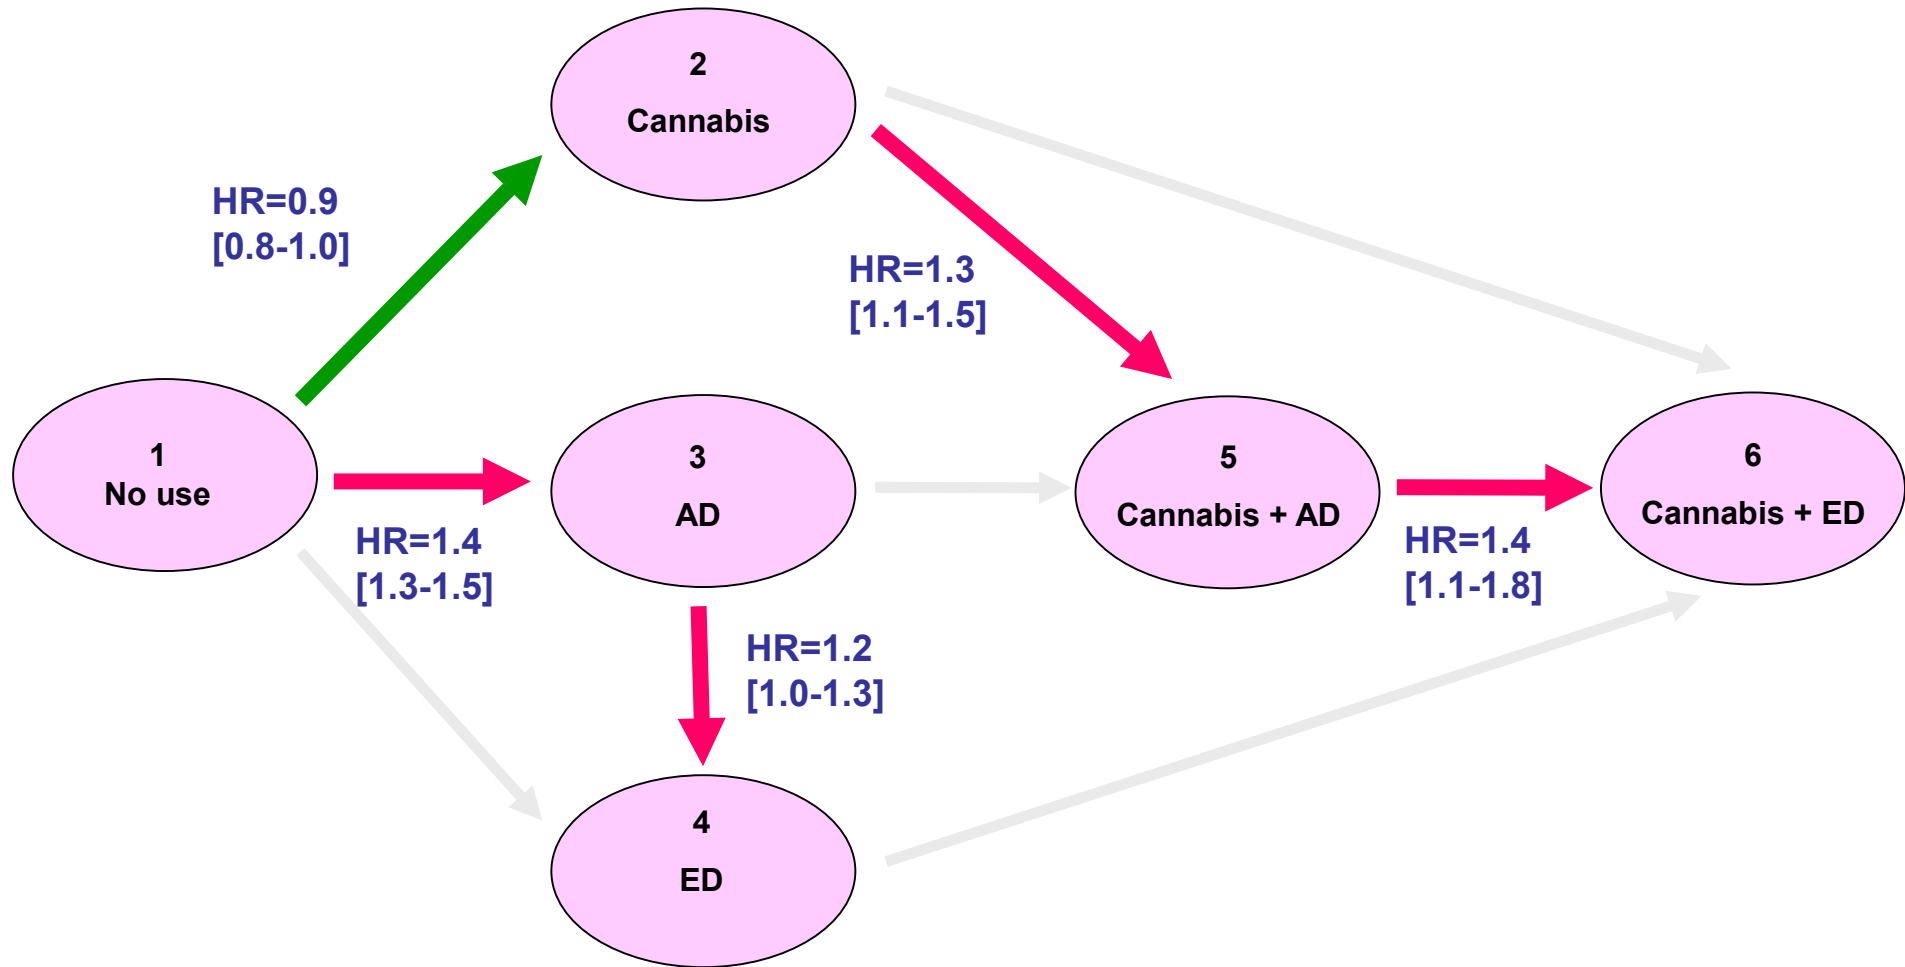 2
Cannabis
HR=0.9
[0.8-1.0]
HR=1.3
[1.1-1.5]
1
No use
3
AD
5
Cannabis + AD
6
Cannabis + ED
HR=1.4
[1.3-1.5]
HR=1.4
[1.1-1.8]
HR=1.2
[1.0-1.3]
4
ED